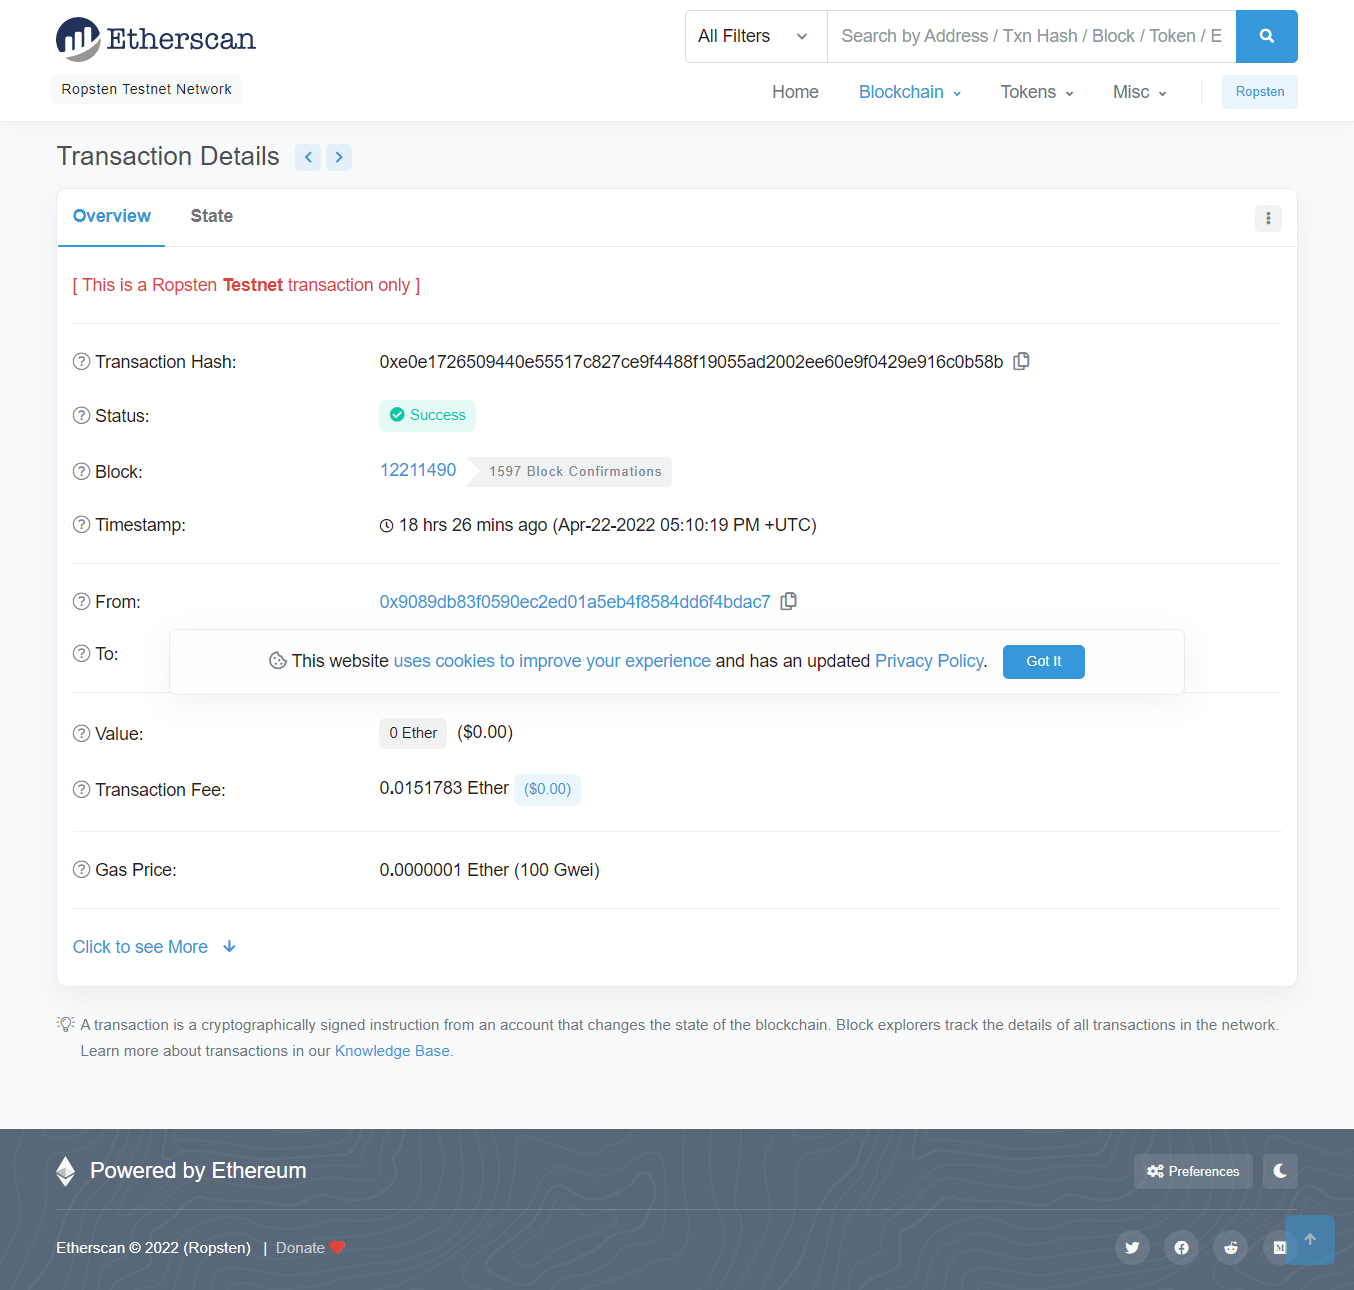 Etherscan
All Filters
Search by Address / Txn Hash / Block / Token / E
Ropsten Testnet Network
Home Blockchain Tokens Misc Ropsten
Transaction Details
Overview State
[ This is a Ropsten Testnet transaction only ]
Transaction Hash: 0xe0e1726509440e55517c827ce9f4488f19055ad2002ee60e9f0429e916c0b58b
Status: Success
Block: 12211490 1597 Block Confirmations
Timestamp: 18 hrs 26 mins ago (Apr-22-2022 05:10:19 PM +UTC)
From: 0x9089db83f0590ec2ed01a5eb4f8584dd6f4bdac7
To:
This website uses cookies to improve your experience and has an updated Privacy Policy. Got It
Value: 0 Ether ($0.00)
Transaction Fee: 0.0151783 Ether ($0.00)
Gas Price: 0.0000001 Ether (100 Gwei)
Click to see More
A transaction is a cryptographically signed instruction from an account that changes the state of the blockchain. Block explorers track the details of all transactions in the network.
Learn more about transactions in our Knowledge Base.
Powered by Ethereum
Preferences
Etherscan © 2022 (Ropsten) | Donate